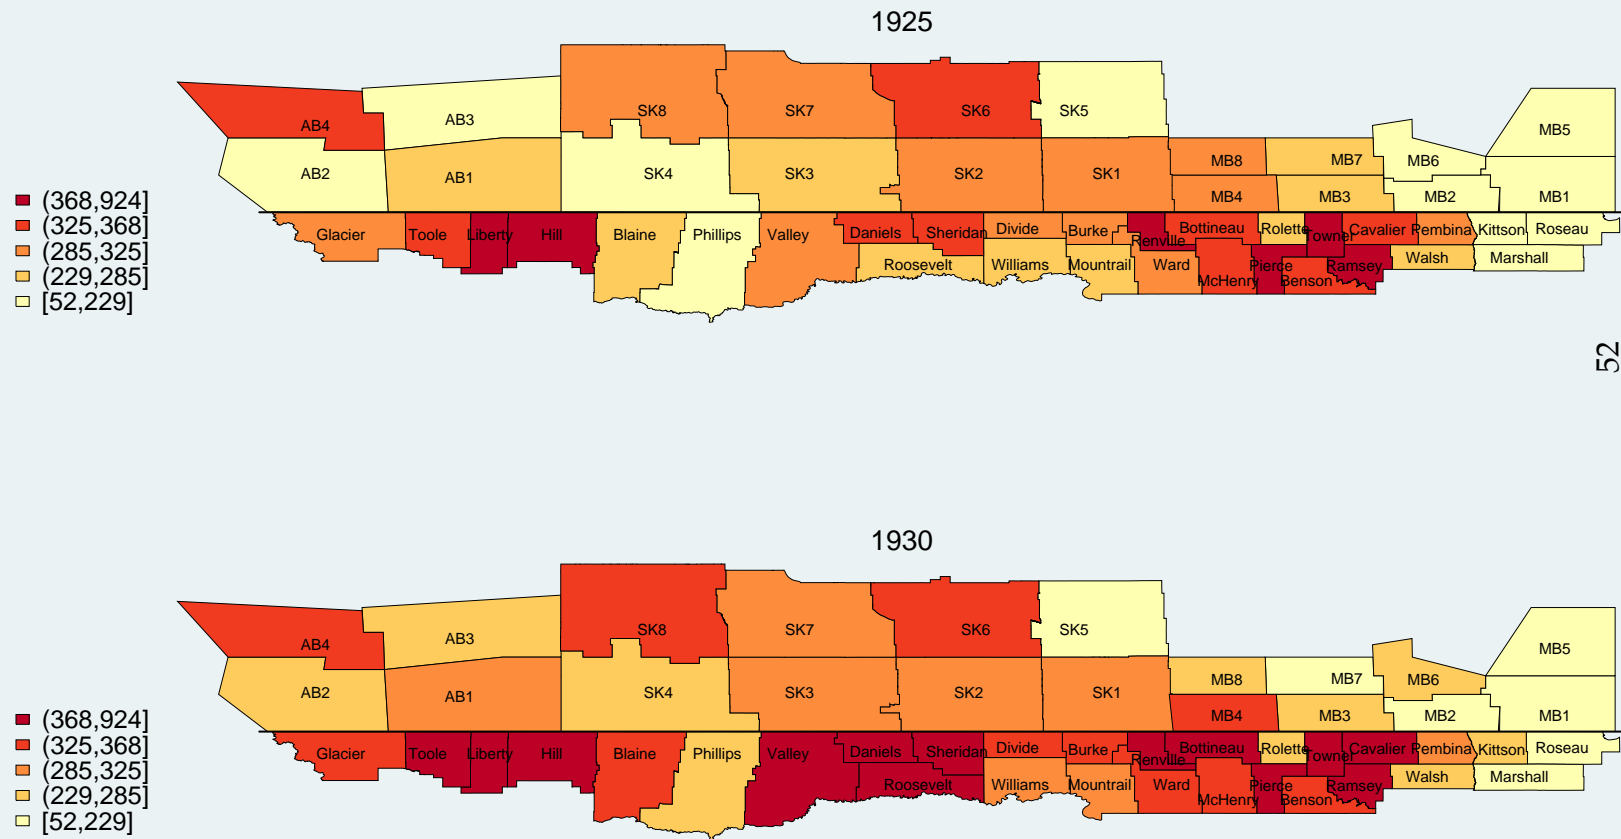 1925
AB4
AB3
SK8
SK7
SK6
SK5
MB5
AB2
AB1
SK4
SK3
SK2
SK1
MB8
MB7
MB6
MB4
MB3
MB2
MB1
(368,924]
(325,368]
(285,325]
(229,285]
[52,229]
Glacier
Toole
Liberty
Hill
Blaine
Phillips
Valley
Daniels
Sheridan
Divide
Burke
Renville
Bottineau
Rolette
Towner
Cavalier
Pembina
Kittson
Roseau
Roosevelt
Williams
Mountrail
Ward
McHenry
Pierce
Benson
Ramsey
Walsh
Marshall
52
1930
AB4
AB3
SK8
SK7
SK6
SK5
MB5
AB2
AB1
SK4
SK3
SK2
SK1
MB8
MB7
MB6
MB4
MB3
MB2
MB1
(368,924]
(325,368]
(285,325]
(229,285]
[52,229]
Glacier
Toole
Liberty
Hill
Blaine
Phillips
Valley
Daniels
Sheridan
Divide
Burke
Renville
Bottineau
Rolette
Towner
Cavalier
Pembina
Kittson
Roseau
Roosevelt
Williams
Mountrail
Ward
McHenry
Pierce
Benson
Ramsey
Walsh
Marshall